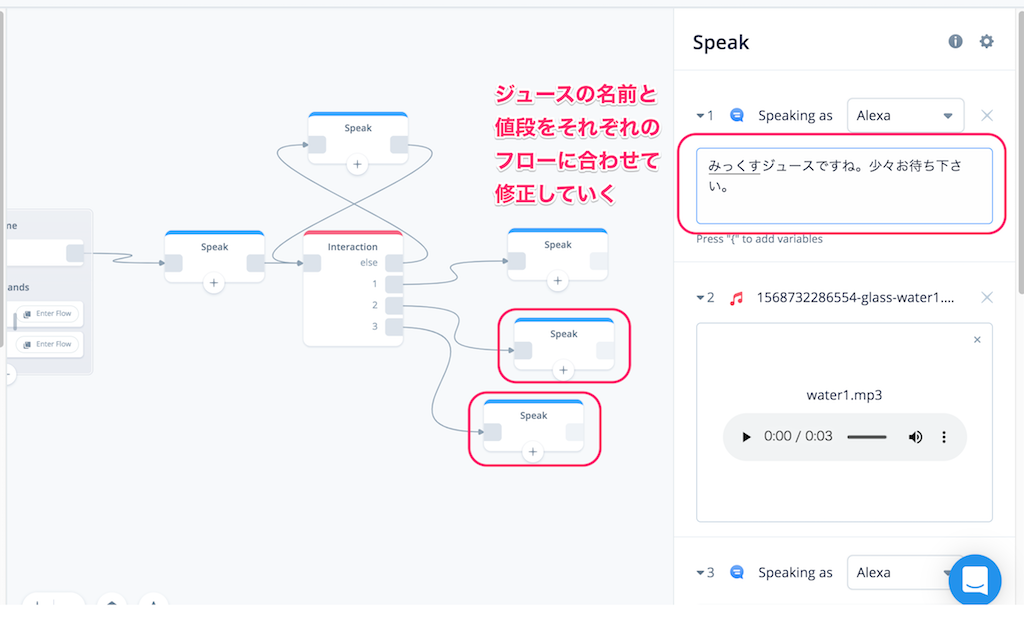 Speak
ジュースの名前と
値段をそれぞれの
フローに合わせて
修正していく
me
Speak
Interaction
else
1
2
3
Speak
Speak
Speak
ands
Enter Flow
Enter Flow
Speak
1 Speaking as Alexa
みっくすジュースですね。少々お待ち下さ
い。
Press "{" to add variables
2 1568732286554-glass-water1....
water1.mp3
0:00 / 0:03
3 Speaking as Alexa